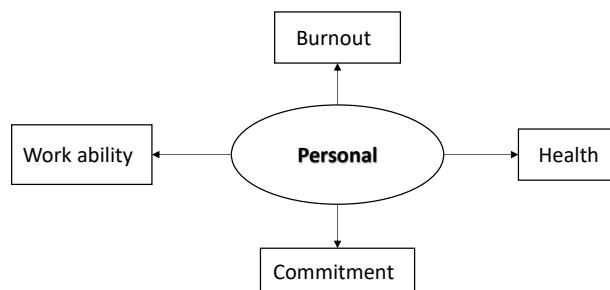 Burnout
Work ability
Personal
Health
Commitment